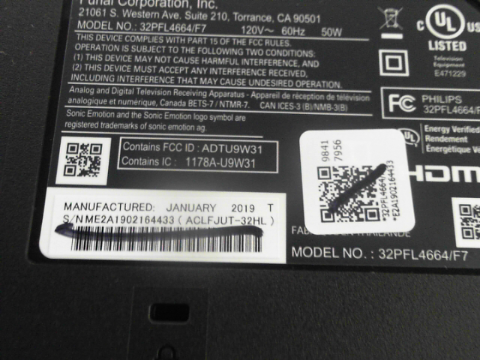 Funai Corporation, Inc.
21061 S. Western Ave. Suite 210, Torrance, CA 90501
MODEL NO.: 32PFL4664/F7 120V~ 60Hz 50W
THIS DEVICE COMPLIES WITH PART 15 OF THE FCC RULES.
OPERATION IS SUBJECT TO THE FOLLOWING TWO CONDITIONS:
(1) THIS DEVICE MAY NOT CAUSE HARMFUL INTERFERENCE, AND
(2) THIS DEVICE MUST ACCEPT ANY INTERFERENCE RECEIVED,
INCLUDING INTERFERENCE THAT MAY CAUSE UNDESIRED OPERATION.
Analog and Digital Television Receiving Apparatus - Appareil de réception de télévision
analogique et numérique, Canada BETS-7 / NTMR-7. CAN ICES-3 (B)/NMB-3(B)
Sonic Emotion and the Sonic Emotion logo are
registered trademarks of sonic emotion ag
c UL US
LISTED
Television
Equipment
E471229
FC PHILIPS
32PFL4664/F7
UL Energy Verified
Rendement
Énergétique Vérifié
HDMI
Contains FCC ID : ADTU9W31
Contains IC : 1178A-U9W31
9841
7956
32PFL4664/F7
*E2A1902164433
MANUFACTURED: JANUARY 2019 T
S/N ME2A1902164433 (ACLFJUT-32HL)
MODEL NO. : 32PFL4664/F7